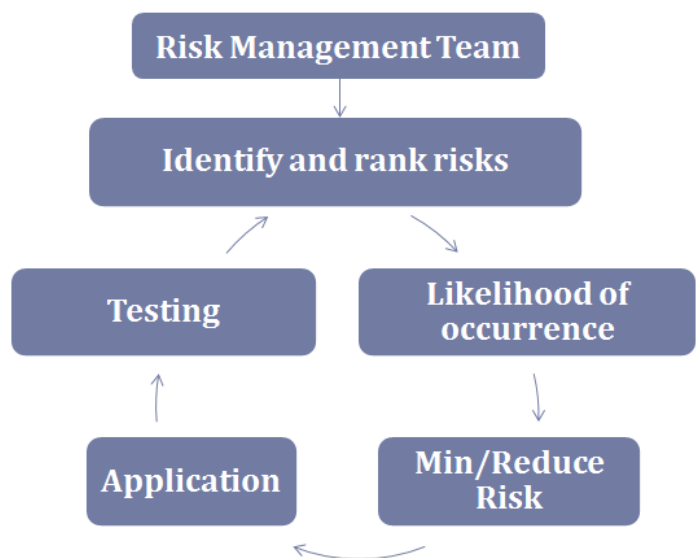 Risk Management Team
Identify and rank risks
Testing
Likelihood of
occurrence
Application
Min/Reduce
Risk